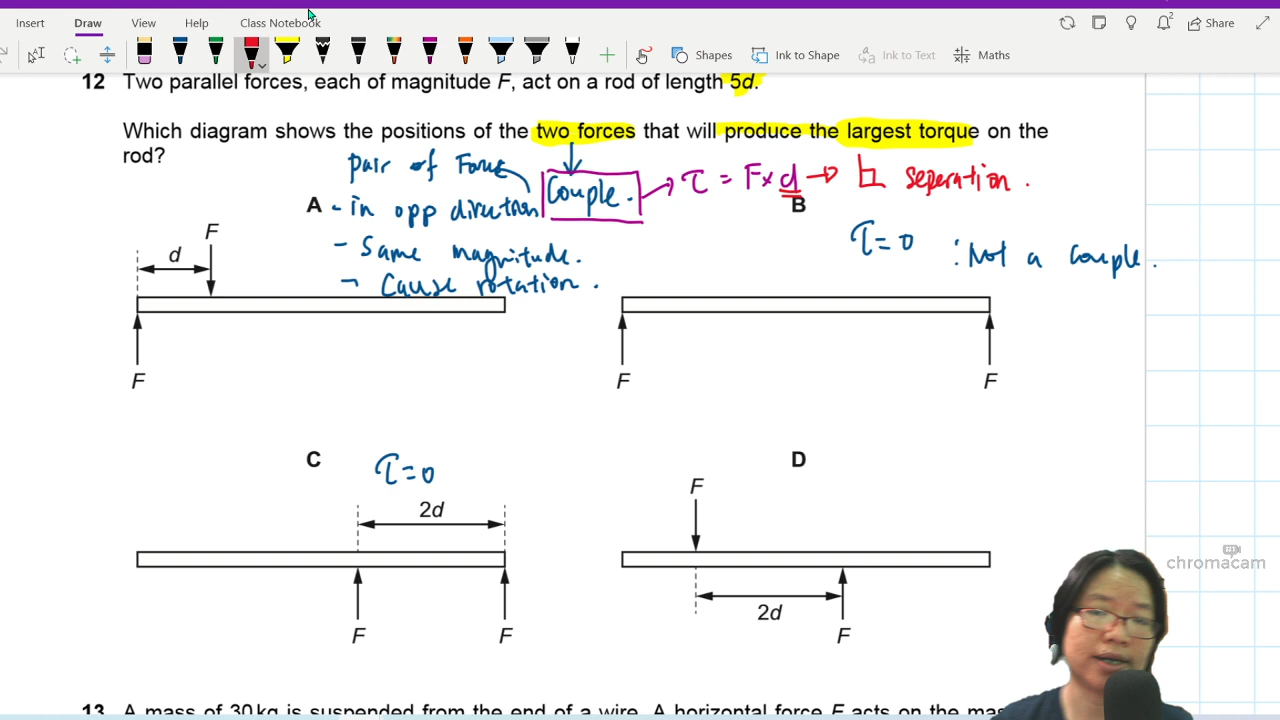 Insert Draw View Help Class Notebook Share
Shapes Ink to Shape Ink to Text Maths
12 Two parallel forces, each of magnitude F, act on a rod of length 5d.
Which diagram shows the positions of the two forces that will produce the largest torque on the
rod?
pair of Force
Couple. → τ = F × d → seperation.
A
- in opp direction
B
- Same magnitude.
- Cause rotation.
τ = 0 : Not a couple.
F
d
F
F
F
C
τ = 0
D
2d
F
F
F
2d
F
chromacam
13 A mass of 30 kg is suspended from the end of a wire. A horizontal force F acts on the mas